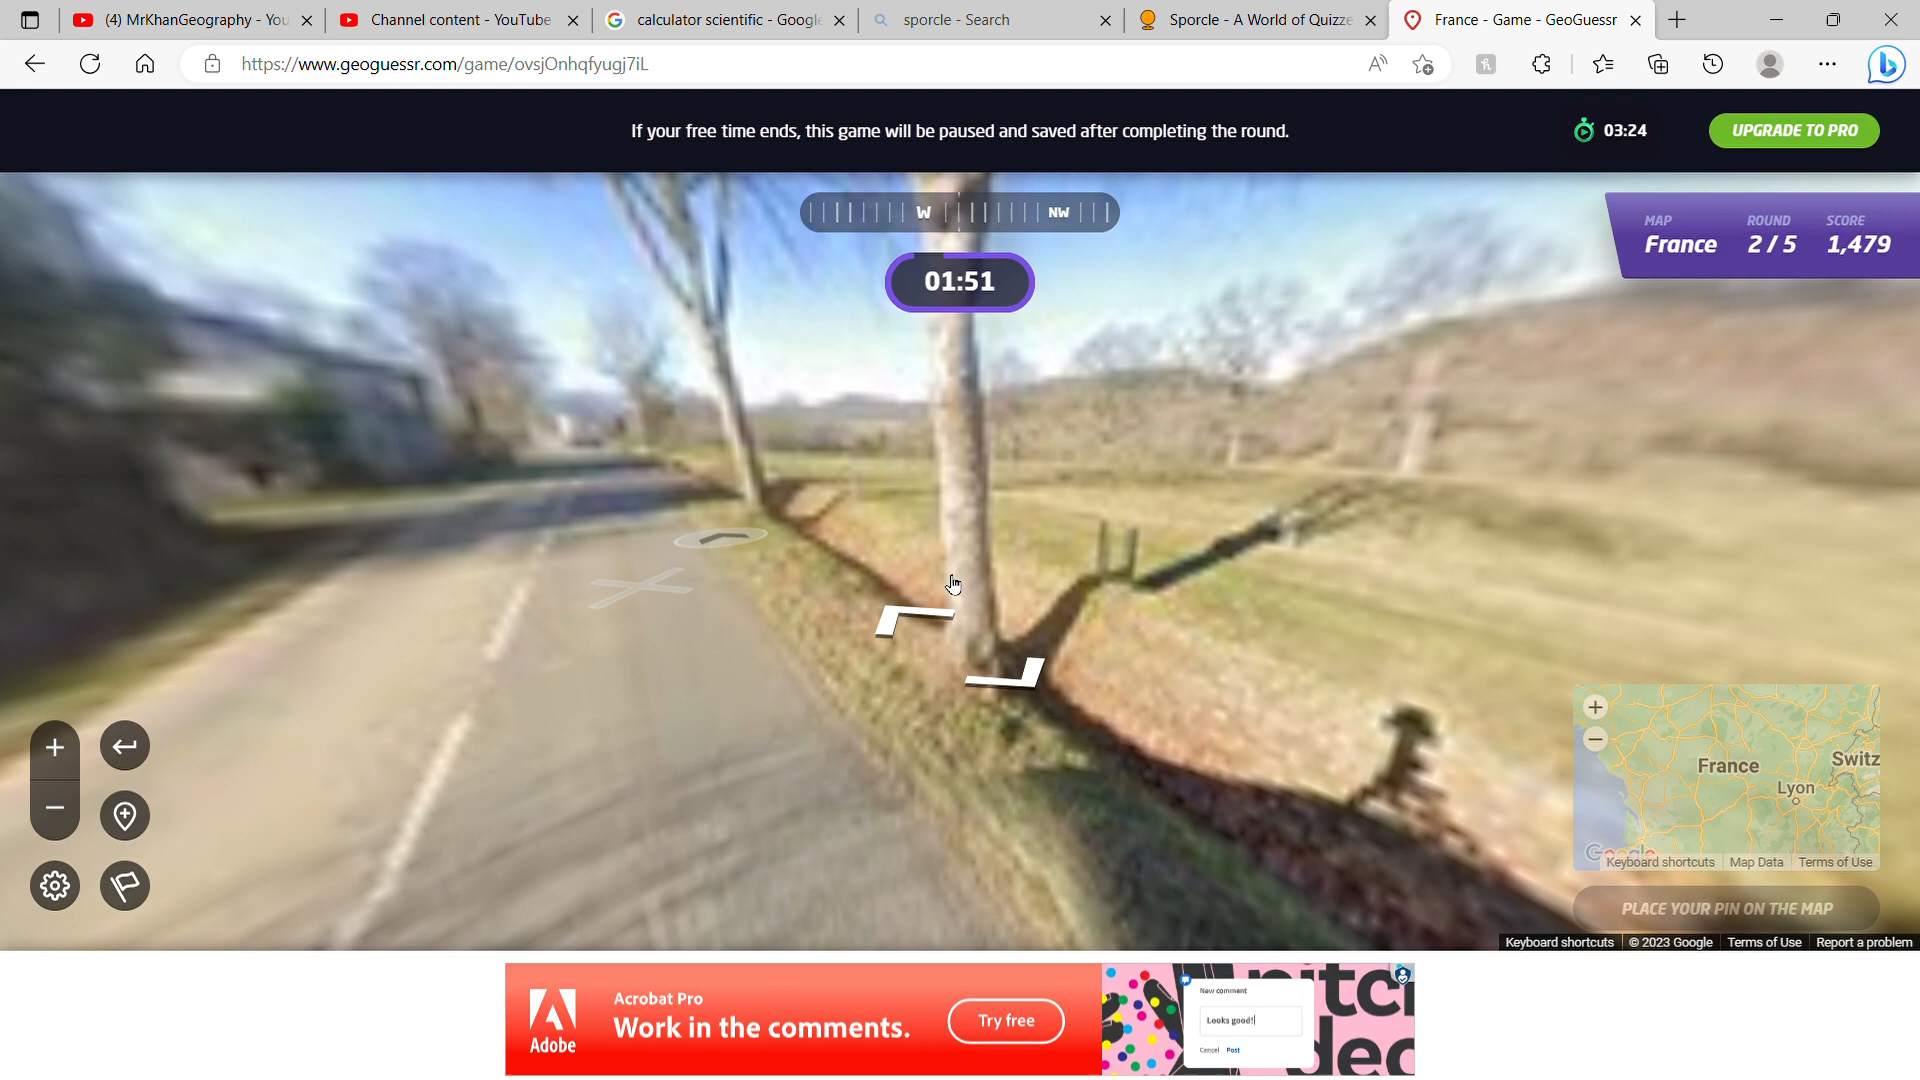 (4) MrKhanGeography - You
Channel content - YouTube
calculator scientific - Google
sporcle - Search
Sporcle - A World of Quizze
France - Game - GeoGuessr
https://www.geoguessr.com/game/ovsjOnhqfyugj7iL
If your free time ends, this game will be paused and saved after completing the round.
03:24
UPGRADE TO PRO
W
NW
01:51
MAP ROUND SCORE
France 2 / 5 1,479
France
Switz
Lyon
Google
Keyboard shortcuts Map Data Terms of Use
PLACE YOUR PIN ON THE MAP
Keyboard shortcuts © 2023 Google Terms of Use Report a problem
Adobe
Acrobat Pro
Work in the comments.
Try free
New comment
Looks good!
Cancel Post
pitch
deck